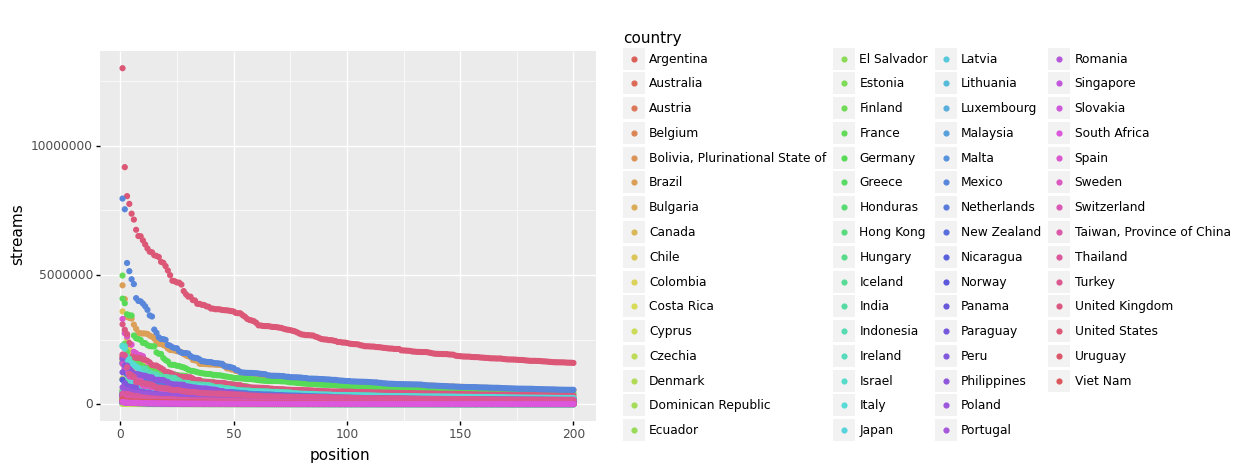 country
Argentina
Australia
Austria
Belgium
Bolivia, Plurinational State of
Brazil
Bulgaria
Canada
Chile
Colombia
Costa Rica
Cyprus
Czechia
Denmark
Dominican Republic
Ecuador
El Salvador
Estonia
Finland
France
Germany
Greece
Honduras
Hong Kong
Hungary
Iceland
India
Indonesia
Ireland
Israel
Italy
Japan
Latvia
Lithuania
Luxembourg
Malaysia
Malta
Mexico
Netherlands
New Zealand
Nicaragua
Norway
Panama
Paraguay
Peru
Philippines
Poland
Portugal
Romania
Singapore
Slovakia
South Africa
Spain
Sweden
Switzerland
Taiwan, Province of China
Thailand
Turkey
United Kingdom
United States
Uruguay
Viet Nam
streams
10000000
5000000
0
0 50 100 150 200
position